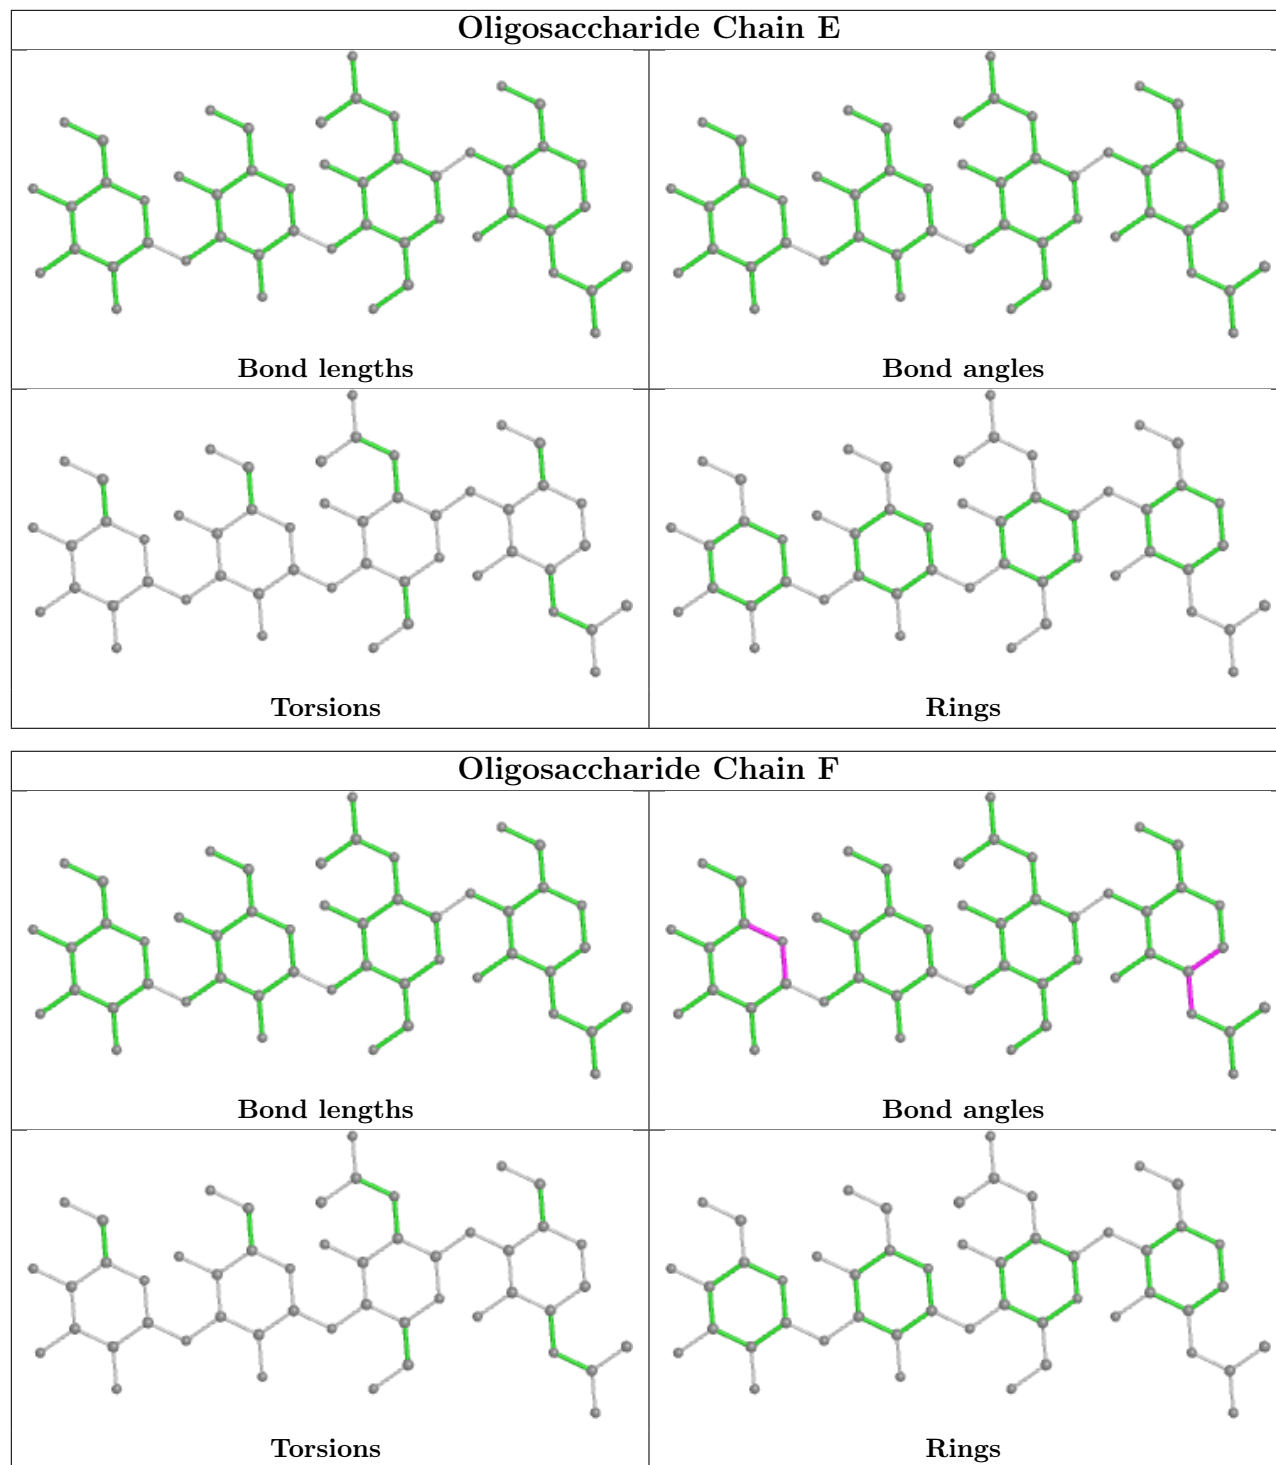 Oligosaccharide Chain E
Bond lengths
Bond angles
Torsions
Rings
Oligosaccharide Chain F
Bond lengths
Bond angles
Torsions
Rings